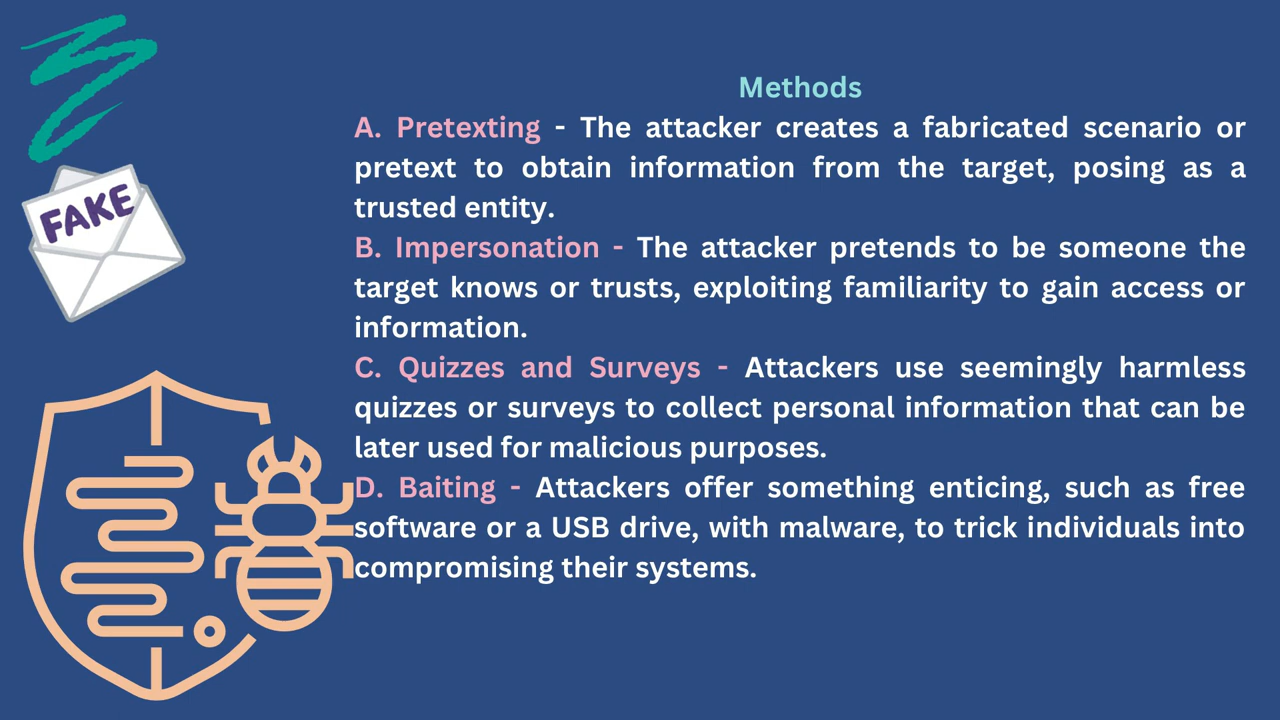 Methods
A. Pretexting - The attacker creates a fabricated scenario or
pretext to obtain information from the target, posing as a
trusted entity.
B. Impersonation - The attacker pretends to be someone the
target knows or trusts, exploiting familiarity to gain access or
information.
C. Quizzes and Surveys - Attackers use seemingly harmless
quizzes or surveys to collect personal information that can be
later used for malicious purposes.
D. Baiting - Attackers offer something enticing, such as free
software or a USB drive, with malware, to trick individuals into
compromising their systems.
FAKE